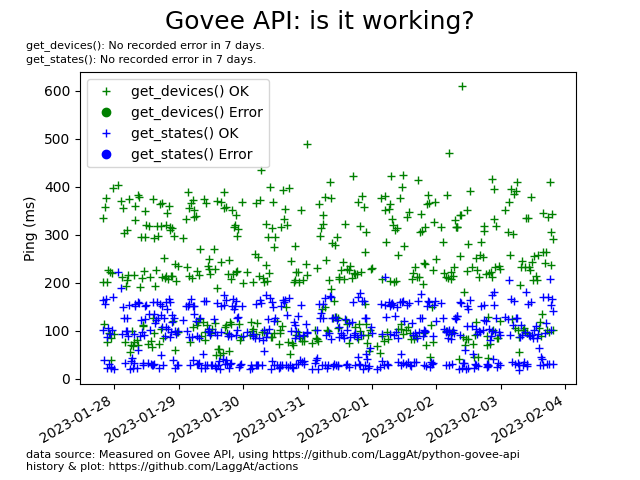 Govee API: is it working?
get_devices(): No recorded error in 7 days.
get_states(): No recorded error in 7 days.
get_devices() OK
get_devices() Error
get_states() OK
get_states() Error
Ping (ms)
600
500
400
300
200
100
0
2023-01-28
2023-01-29
2023-01-30
2023-01-31
2023-02-01
2023-02-02
2023-02-03
2023-02-04
data source: Measured on Govee API, using https://github.com/LaggAt/python-govee-api
history & plot: https://github.com/LaggAt/actions